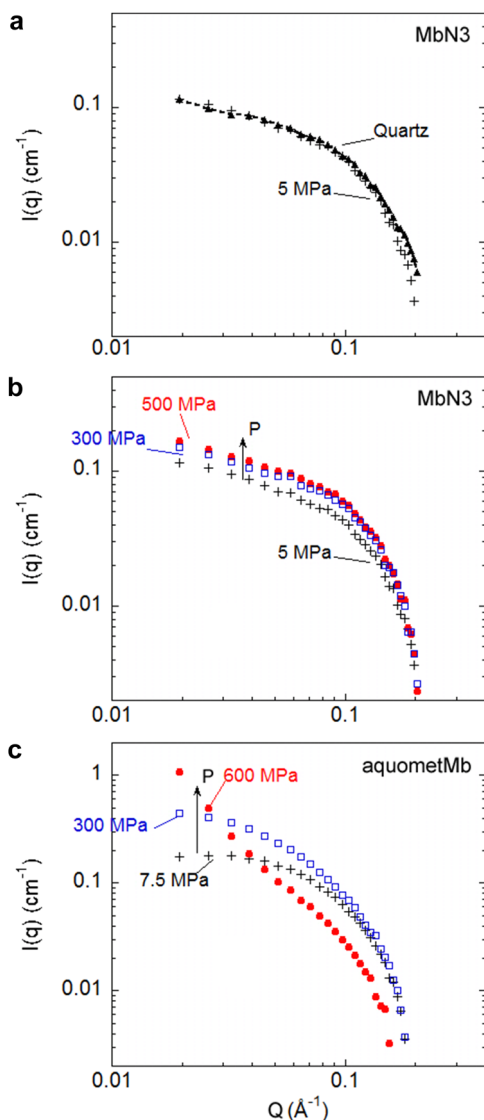 a
MbN3
0.1
Quartz
5 MPa
I(q) (cm⁻¹)
0.01
0.01
0.1
b
MbN3
500 MPa
P
300 MPa
0.1
I(q) (cm⁻¹)
5 MPa
0.01
0.01
0.1
c
aquometMb
1
P
600 MPa
300 MPa
7.5 MPa
0.1
I(q) (cm⁻¹)
0.01
0.01
0.1
Q (Å⁻¹)